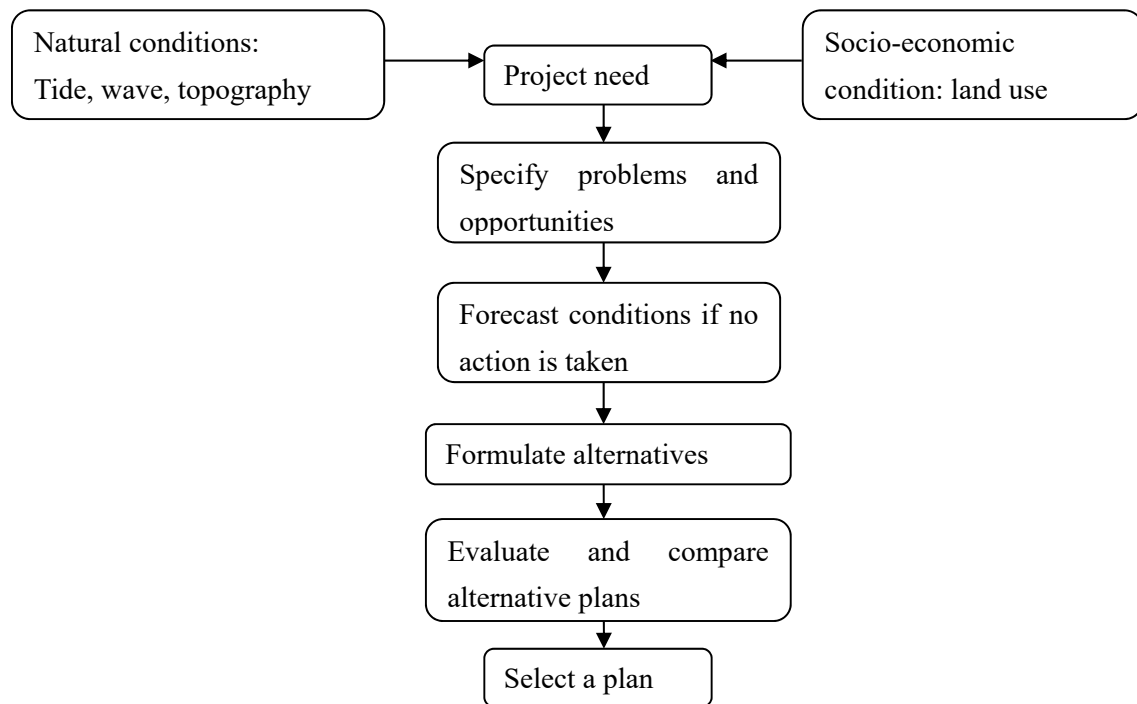 Natural conditions:
Tide, wave, topography
Project need
Socio-economic
condition: land use
Specify problems and
opportunities
Forecast conditions if no
action is taken
Formulate alternatives
Evaluate and compare
alternative plans
Select a plan